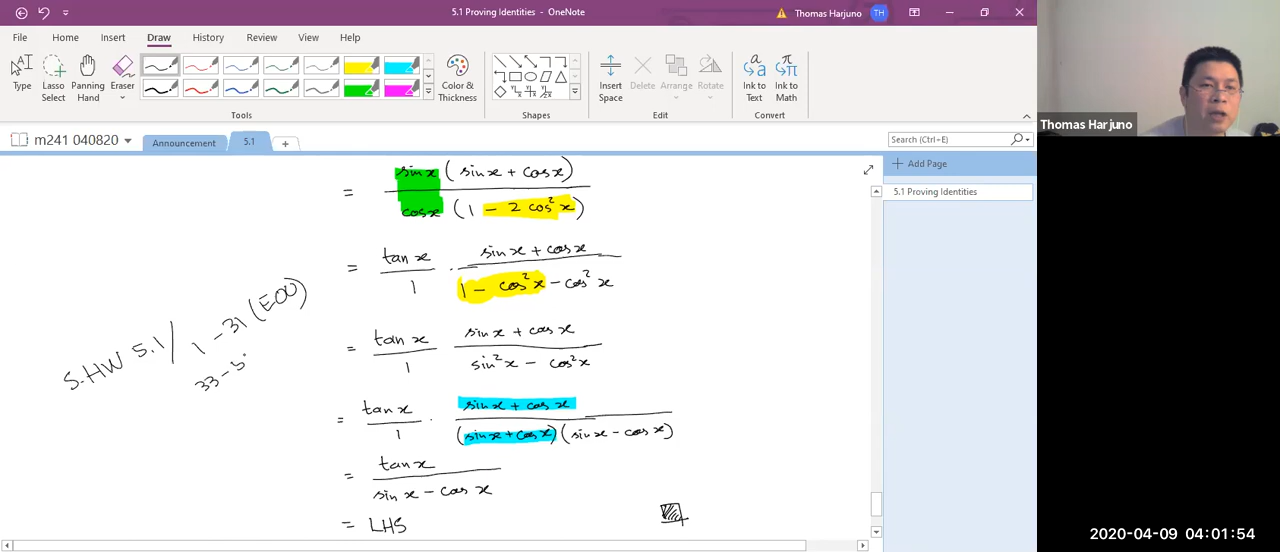 5.1 Proving Identities - OneNote
Thomas Harjuno TH
File Home Insert Draw History Review View Help
Type Lasso Select Panning Hand Eraser Color & Thickness Insert Space Delete Arrange Rotate Ink to Text Ink to Math
Tools Shapes Edit Convert
m241 040820 Announcement 5.1 +
Search (Ctrl+E)
Add Page
5.1 Proving Identities
= sin x (sin x + cos x) / cos x (1 - 2 cos² x)
= tan x / 1 · sin x + cos x / 1 - cos² x - cos² x
= tan x / 1 sin x + cos x / sin² x - cos² x
= tan x / 1 · sin x + cos x / (sin x + cos x)(sin x - cos x)
= tan x / sin x - cos x
= LHS
S.HW 5.1 / 1 - 31 (EOO)
Thomas Harjuno
2020-04-09 04:01:54